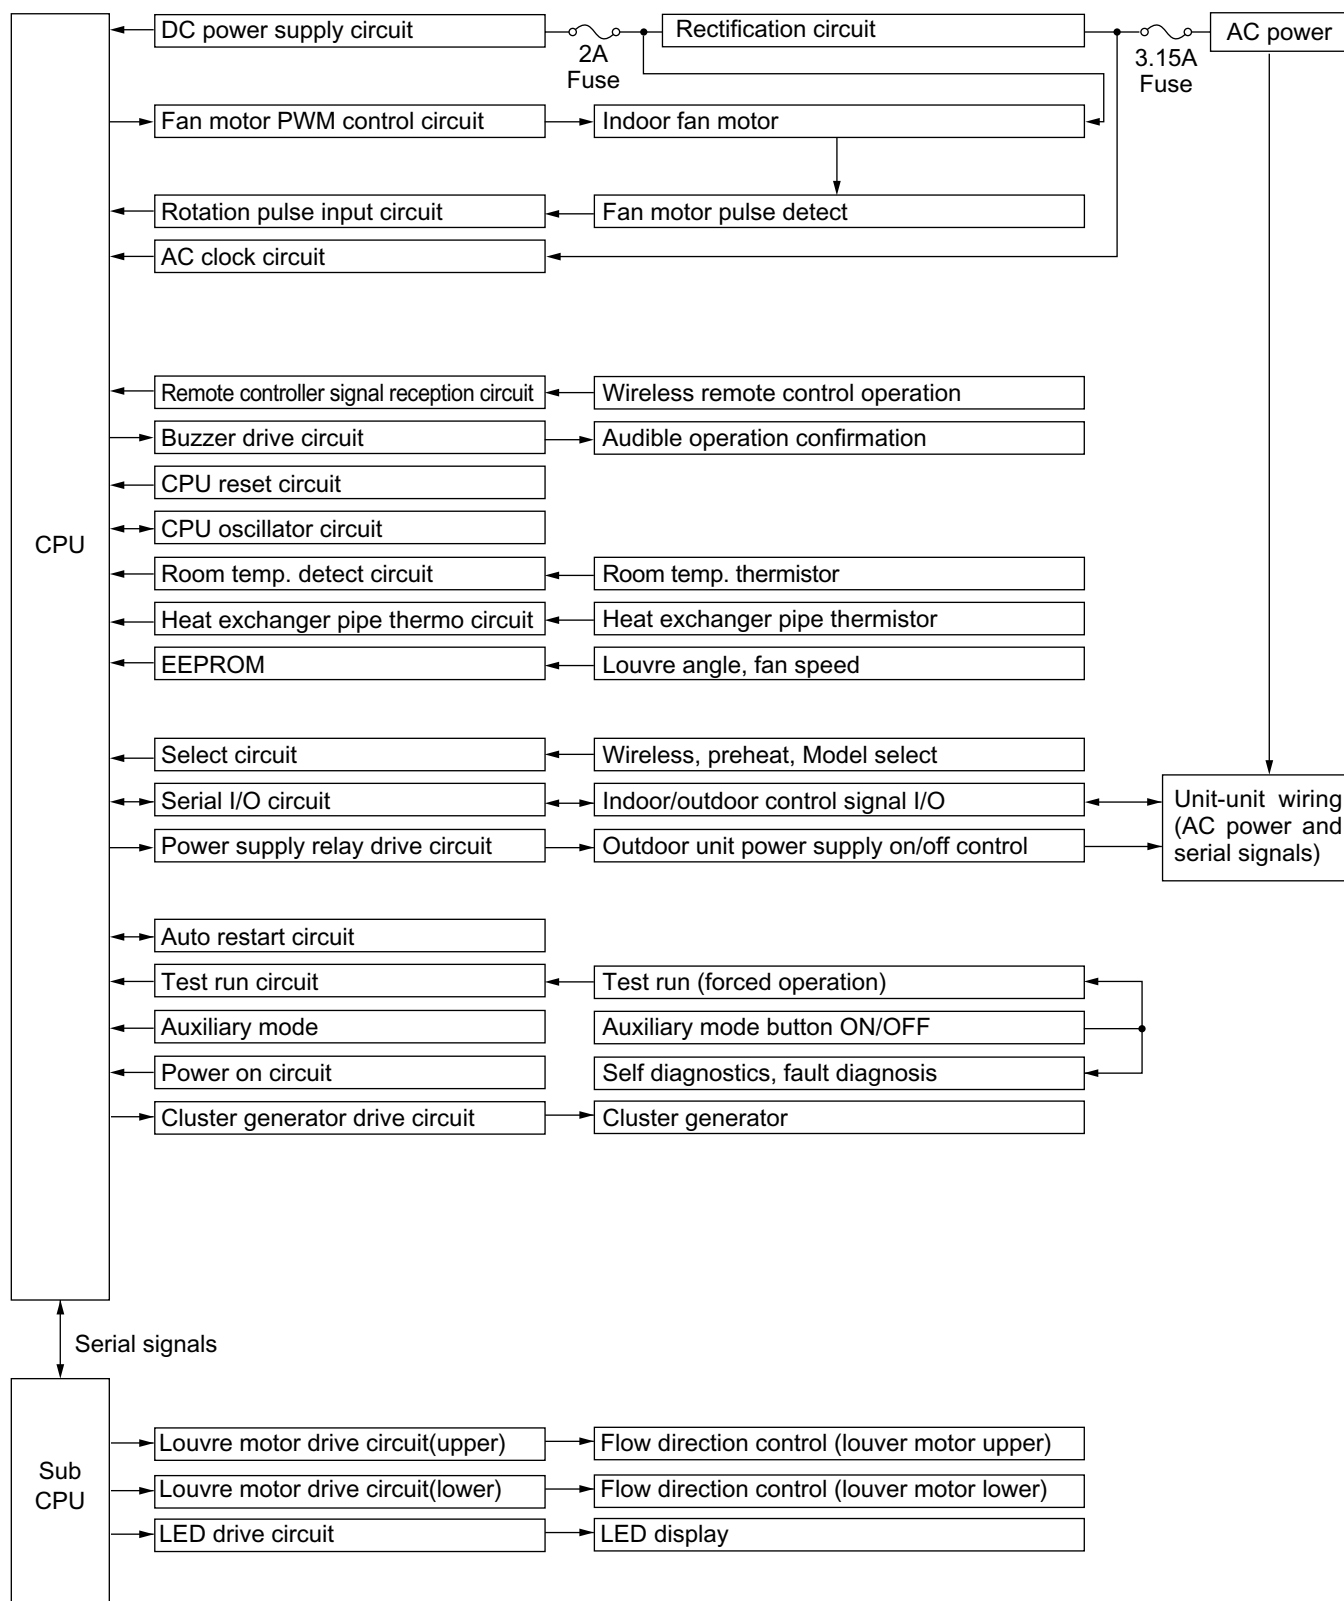 DC power supply circuit
2A
Fuse
Rectification circuit
3.15A
Fuse
AC power
Fan motor PWM control circuit
Indoor fan motor
Rotation pulse input circuit
Fan motor pulse detect
AC clock circuit
Remote controller signal reception circuit
Wireless remote control operation
Buzzer drive circuit
Audible operation confirmation
CPU reset circuit
CPU oscillator circuit
CPU
Room temp. detect circuit
Room temp. thermistor
Heat exchanger pipe thermo circuit
Heat exchanger pipe thermistor
EEPROM
Louvre angle, fan speed
Select circuit
Wireless, preheat, Model select
Serial I/O circuit
Indoor/outdoor control signal I/O
Power supply relay drive circuit
Outdoor unit power supply on/off control
Unit-unit wiring
(AC power and
serial signals)
Auto restart circuit
Test run circuit
Test run (forced operation)
Auxiliary mode
Auxiliary mode button ON/OFF
Power on circuit
Self diagnostics, fault diagnosis
Cluster generator drive circuit
Cluster generator
Serial signals
Sub
CPU
Louvre motor drive circuit(upper)
Flow direction control (louver motor upper)
Louvre motor drive circuit(lower)
Flow direction control (louver motor lower)
LED drive circuit
LED display